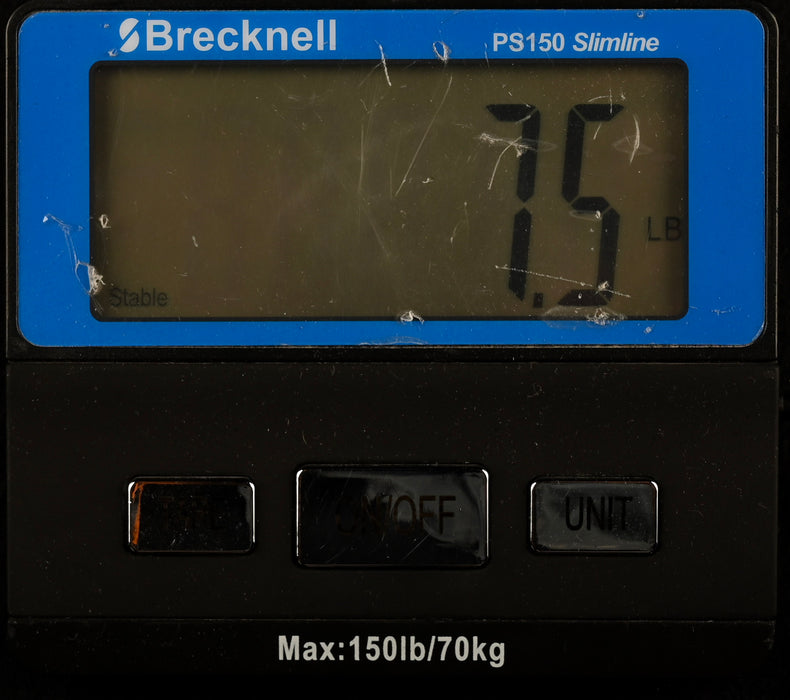 Brecknell
PS150 Slimline
7.5
LB
Stable
ON/OFF
UNIT
Max:150lb/70kg